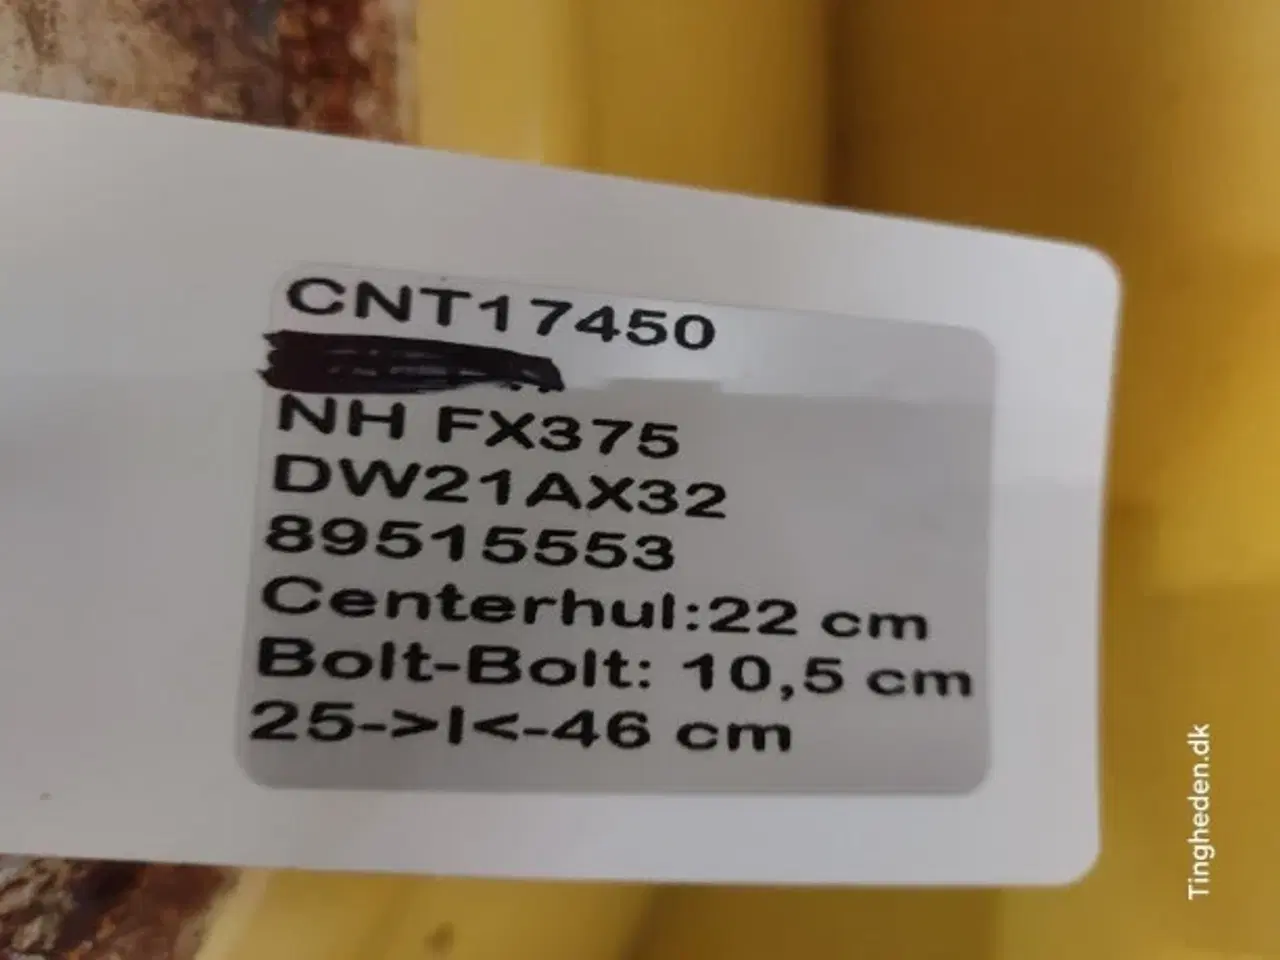 CNT17450
NH FX375
DW21AX32
89515553
Centerhul:22 cm
Bolt-Bolt: 10,5 cm
25->I<-46 cm
Tingheden.dk